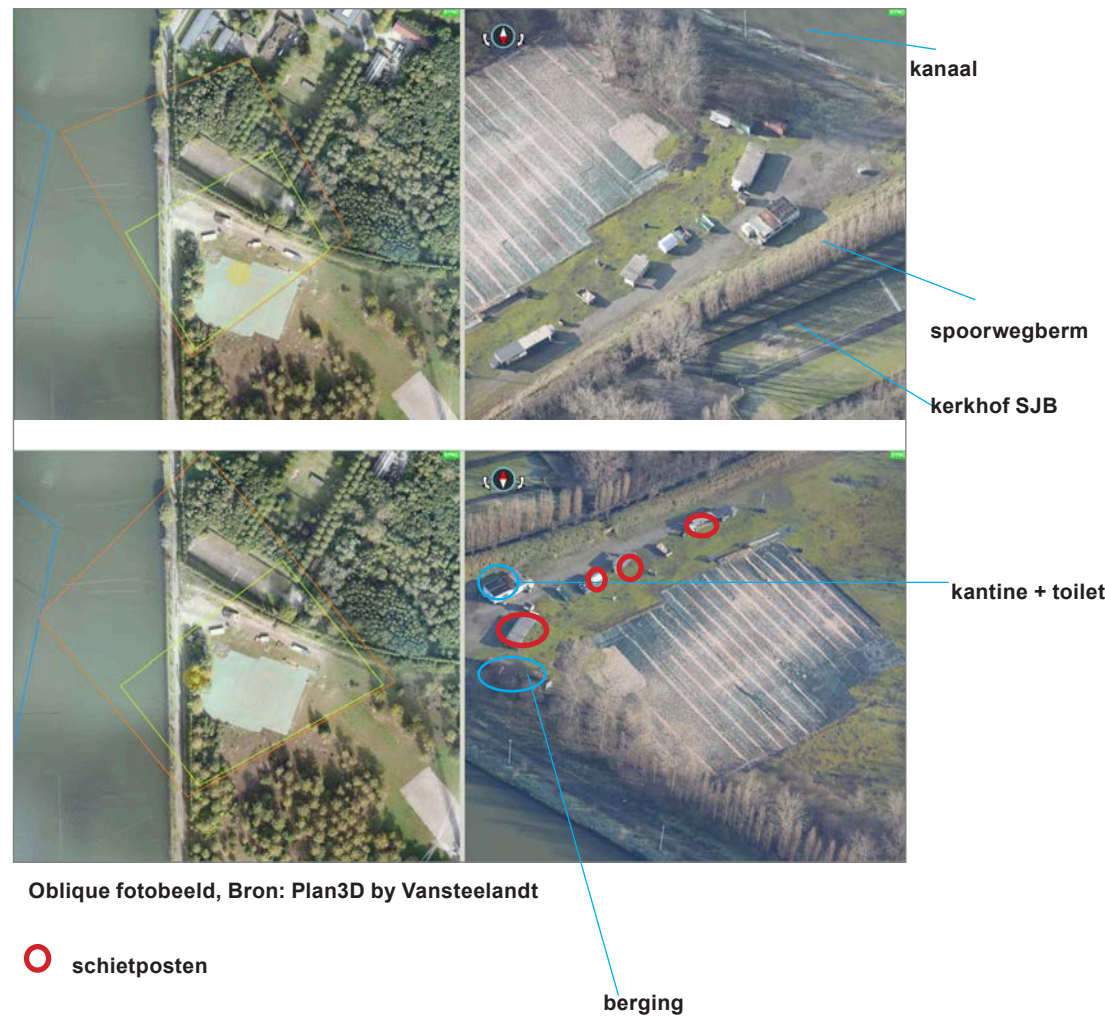 kanaal
spoorwegberm
kerkhof SJB
kantine + toilet
Oblique fotobeeld, Bron: Plan3D by Vansteelandt
schietposten
berging